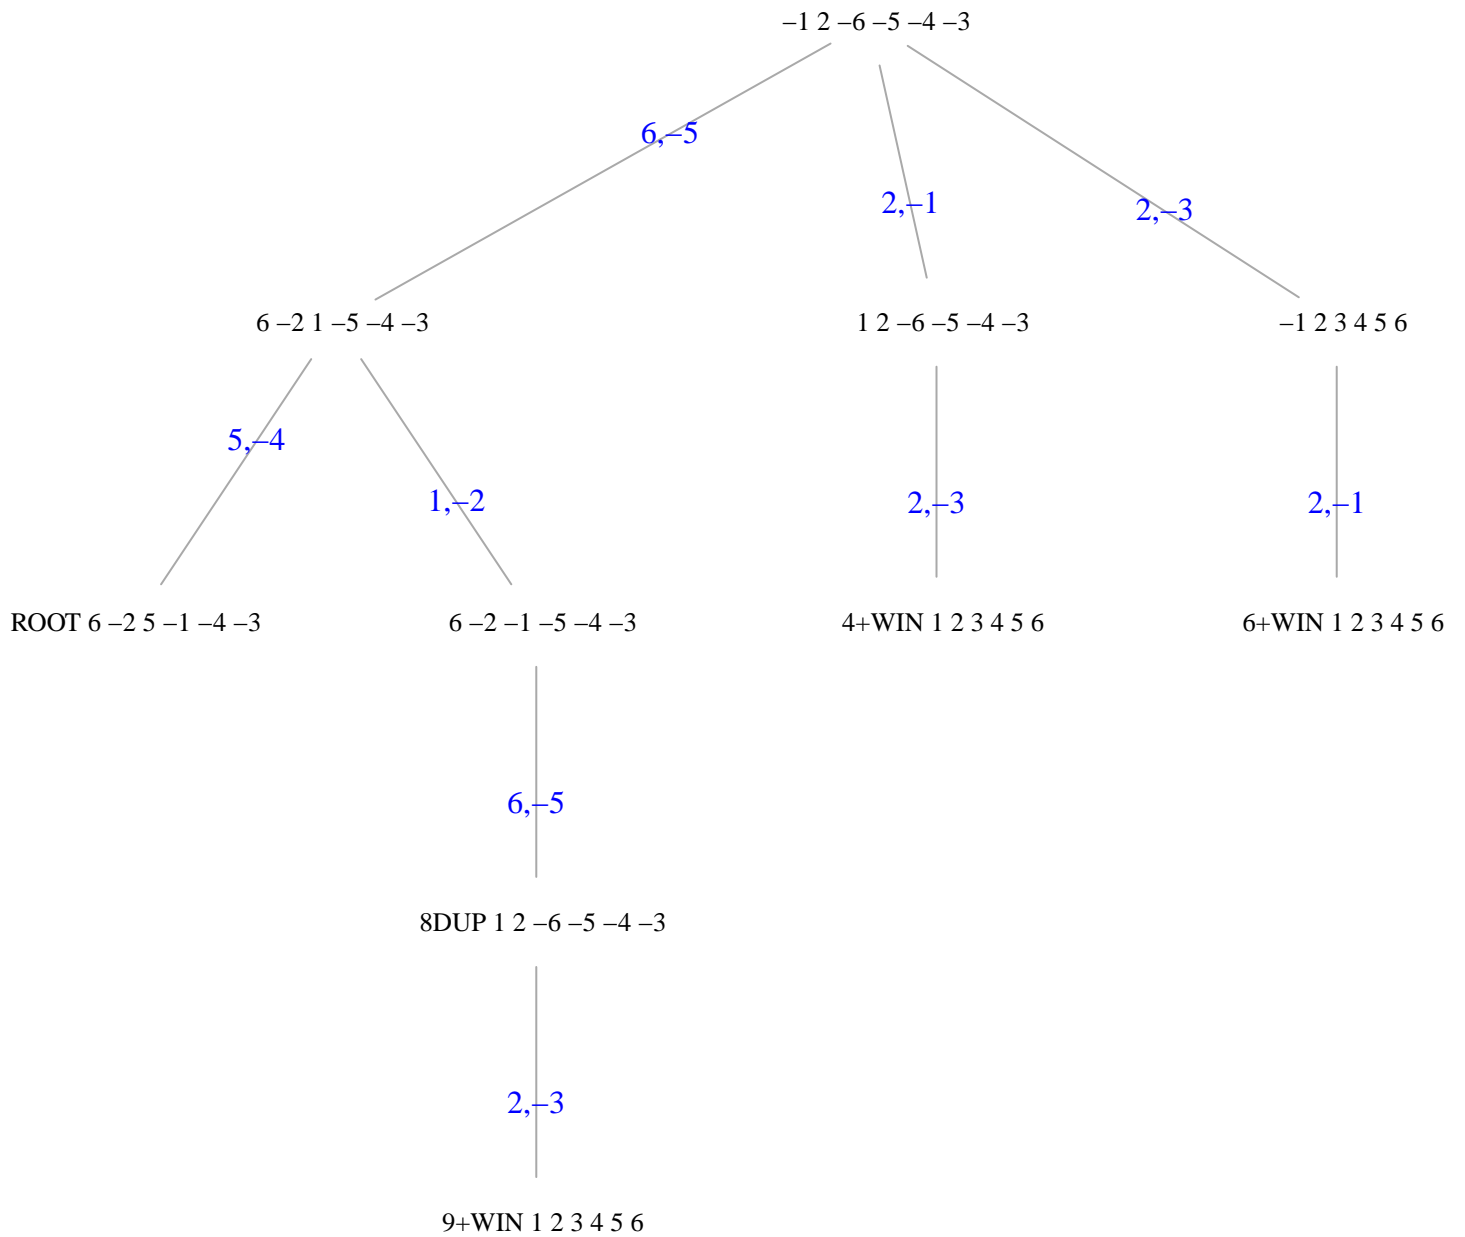 –1 2 –6 –5 –4 –3
6,–5
2,–1
2,–3
6 –2 1 –5 –4 –3
1 2 –6 –5 –4 –3
–1 2 3 4 5 6
5,–4
1,–2
2,–3
2,–1
ROOT 6 –2 5 –1 –4 –3
6 –2 –1 –5 –4 –3
4+WIN 1 2 3 4 5 6
6+WIN 1 2 3 4 5 6
6,–5
8DUP 1 2 –6 –5 –4 –3
2,–3
9+WIN 1 2 3 4 5 6